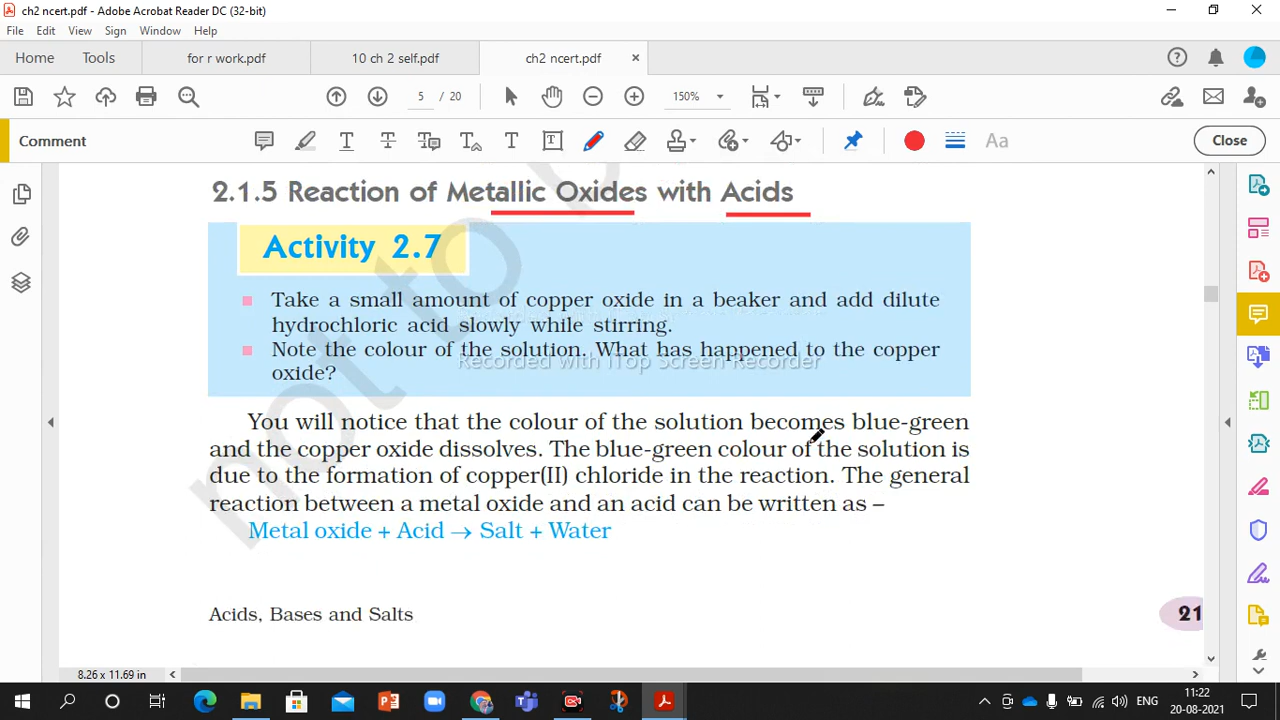 ch2 ncert.pdf - Adobe Acrobat Reader DC (32-bit)
File Edit View Sign Window Help
Home Tools for r work.pdf 10 ch 2 self.pdf ch2 ncert.pdf
5 / 20 150%
Comment Aa Close
2.1.5 Reaction of Metallic Oxides with Acids
Activity 2.7
Take a small amount of copper oxide in a beaker and add dilute
hydrochloric acid slowly while stirring.
Note the colour of the solution. What has happened to the copper
oxide?
Recorded with iTop Screen Recorder
You will notice that the colour of the solution becomes blue-green
and the copper oxide dissolves. The blue-green colour of the solution is
due to the formation of copper(II) chloride in the reaction. The general
reaction between a metal oxide and an acid can be written as –
Metal oxide + Acid → Salt + Water
not to
Acids, Bases and Salts
21
8.26 x 11.69 in
ENG
11:22
20-08-2021